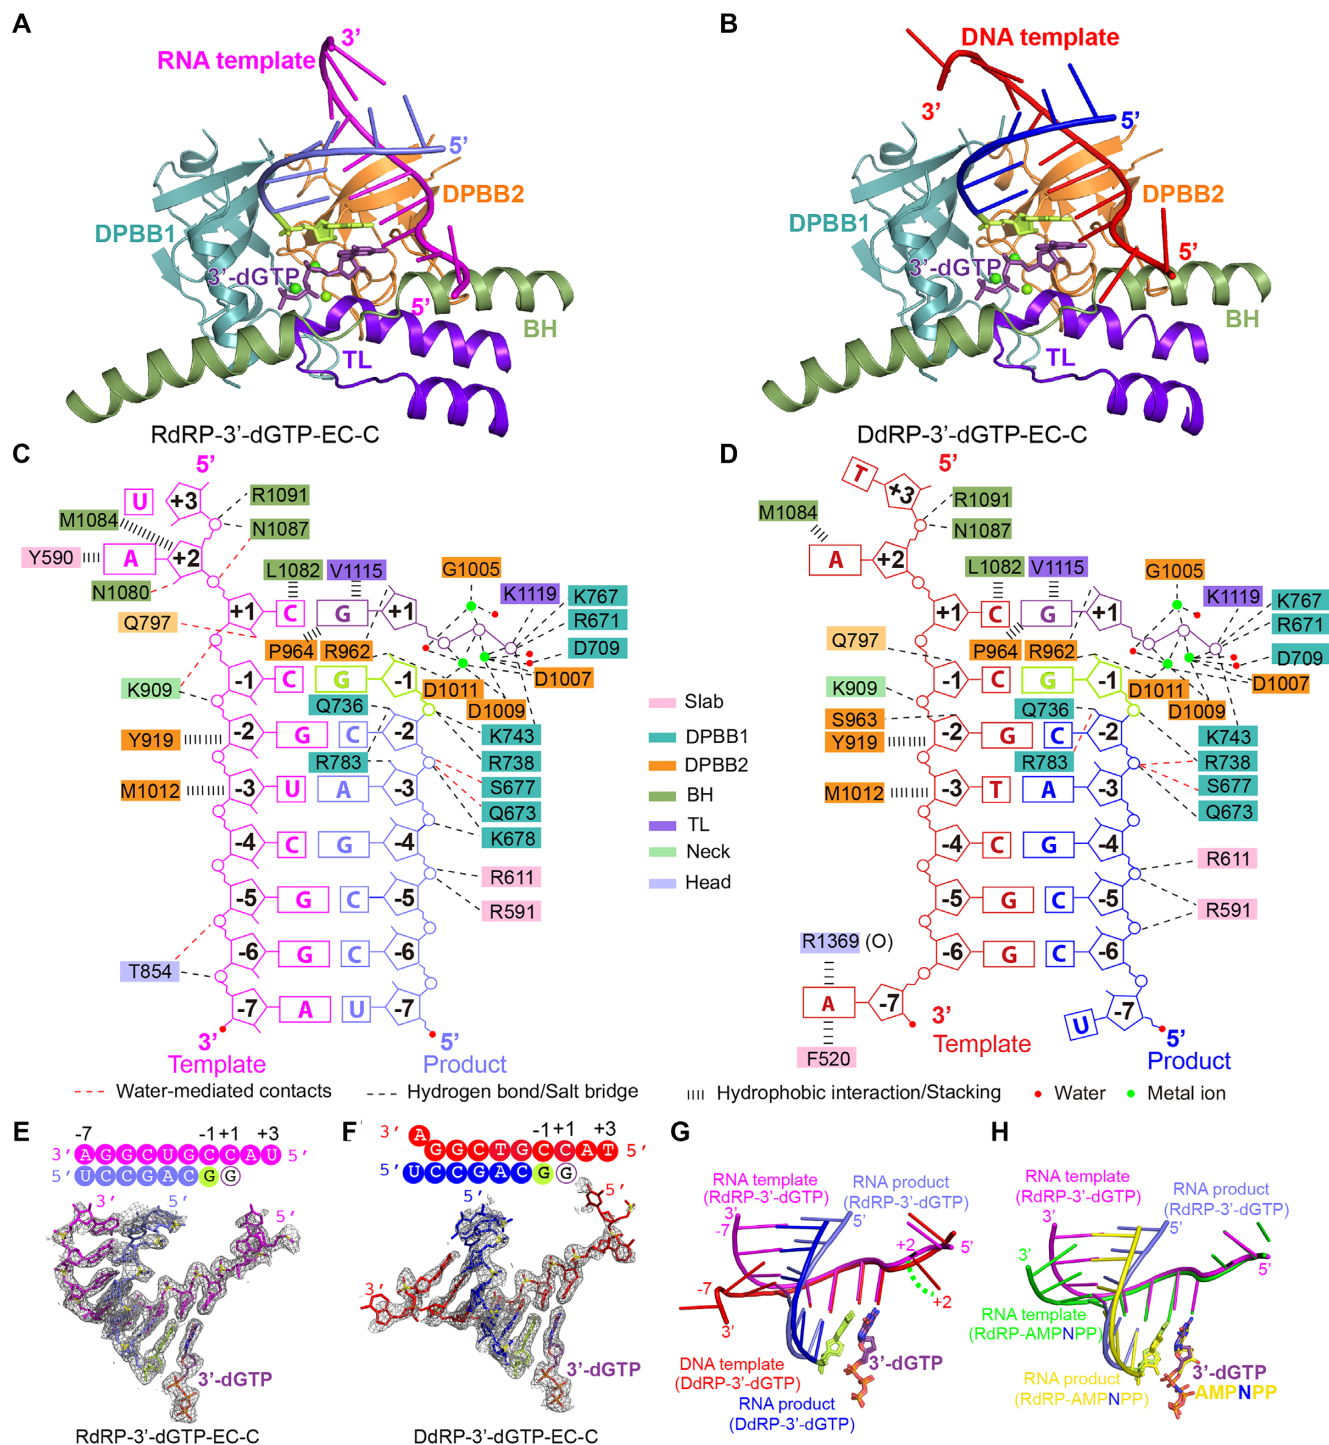 A
3’
RNA template
5’
DPBB2
DPBB1
3’-dGTP
5’
BH
TL
RdRP-3’-dGTP-EC-C
B
DNA template
3’
5’
DPBB2
DPBB1
5’
3’-dGTP
BH
TL
DdRP-3’-dGTP-EC-C
C
5’
U +3
R1091
M1084
N1087
Y590
A +2
N1080
L1082 V1115
G1005
K1119
K767
+1 C G +1
R671
Q797
P964 R962
D709
D1007
-1 C G -1
K909
D1011
D1009
Q736
Y919
-2 G C -2
K743
R783
R738
M1012
-3 U A -3
S677
Q673
-4 C G -4
K678
R611
-5 G C -5
R591
-6 G C -6
T854
-7 A U -7
3’
5’
Template
Product
Slab
DPBB1
DPBB2
BH
TL
Neck
Head
D
5’
T +3
R1091
M1084
N1087
A +2
L1082 V1115
G1005
K1119
K767
+1 C G +1
R671
Q797
P964 R962
D709
D1007
-1 C G -1
K909
D1011
D1009
S963
Q736
Y919
-2 G C -2
K743
R783
R738
M1012
-3 T A -3
S677
Q673
-4 C G -4
R611
-5 G C -5
R591
R1369 (O)
-6 G C -6
A -7
U -7
3’
5’
F520
Template
Product
Water-mediated contacts
Hydrogen bond/Salt bridge
Hydrophobic interaction/Stacking
Water
Metal ion
E
-7 -1 +1 +3
3’ AGGCUGCCAU 5’
5’ UCCGACGG
3’
5’
5’
3’-dGTP
RdRP-3’-dGTP-EC-C
F
-1 +1 +3
3’ AGGCTGCCAT 5’
5’ UCCGACGG
5’
5’
3’
3’-dGTP
DdRP-3’-dGTP-EC-C
G
RNA template
(RdRP-3’-dGTP)
RNA product
(RdRP-3’-dGTP)
3’
-7
5’
+2
5’
-7
+2
3’
3’-dGTP
DNA template
(DdRP-3’-dGTP)
RNA product
(DdRP-3’-dGTP)
H
RNA template
(RdRP-3’-dGTP)
RNA product
(RdRP-3’-dGTP)
3’
5’
3’
5’
RNA template
(RdRP-AMPNPP)
3’-dGTP
RNA product
(RdRP-AMPNPP)
AMPNPP